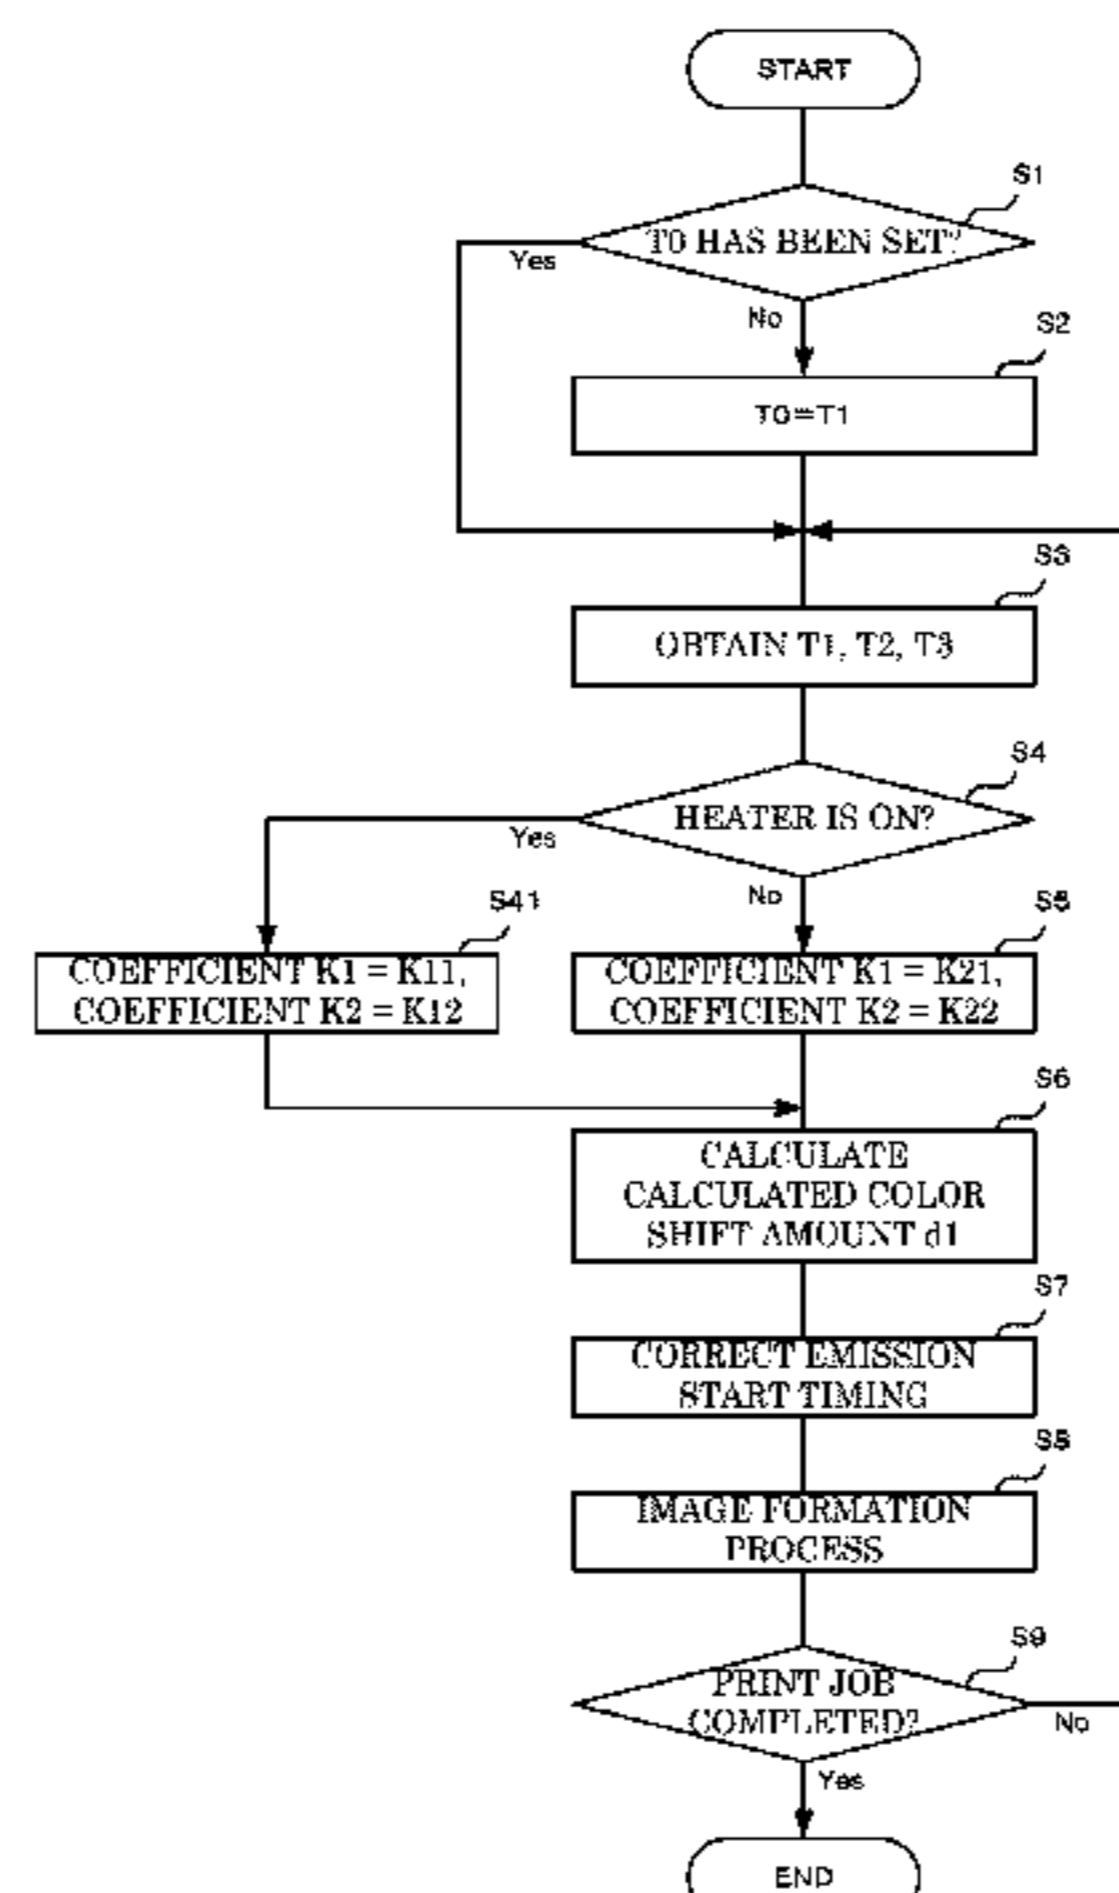 START
S1
T0 HAS BEEN SET?
Yes
No
S2
T0=T1
S3
OBTAIN T1, T2, T3
S4
HEATER IS ON?
Yes
No
S41
S5
COEFFICIENT K1 = K11,
COEFFICIENT K2 = K12
COEFFICIENT K1 = K21,
COEFFICIENT K2 = K22
S6
CALCULATE
CALCULATED COLOR
SHIFT AMOUNT d1
S7
CORRECT EMISSION
START TIMING
S8
IMAGE FORMATION
PROCESS
S9
PRINT JOB
COMPLETED?
No
Yes
END